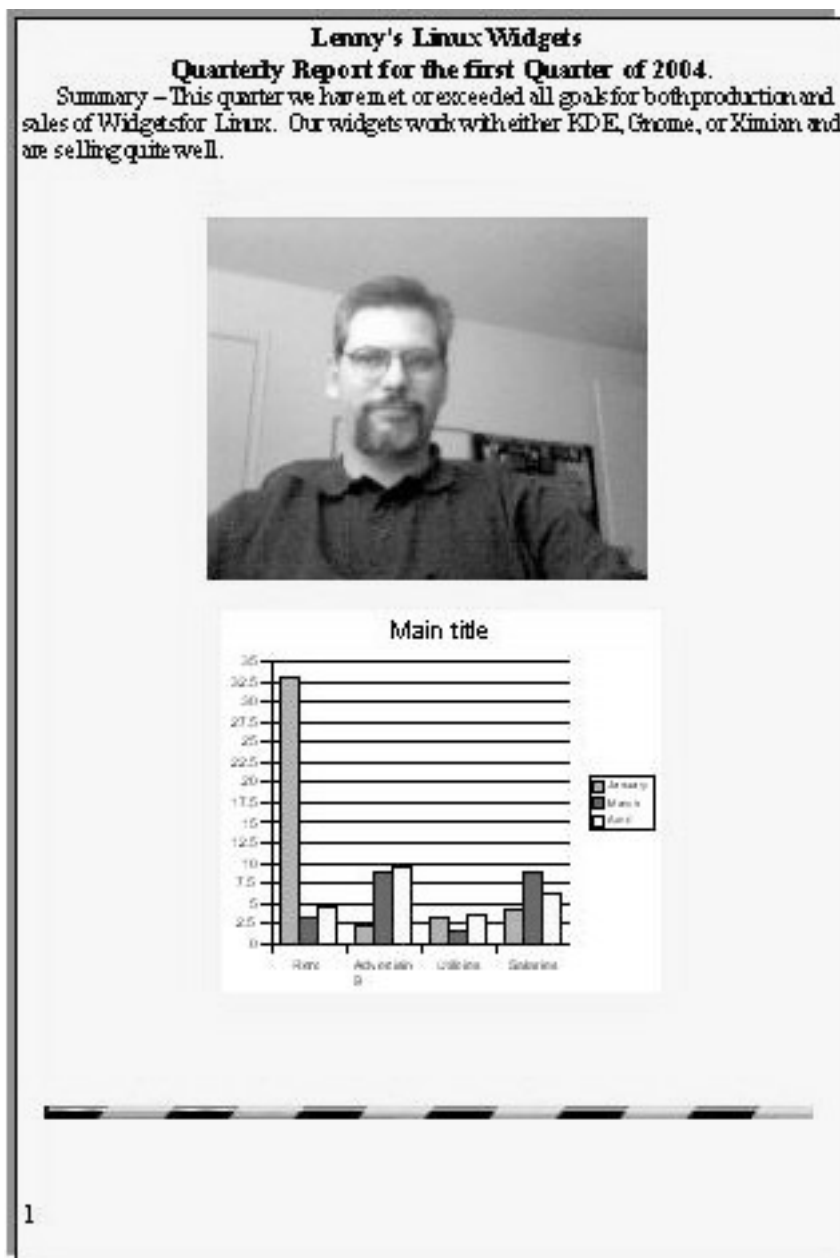 Lenny's Linux Widgets
Quarterly Report for the first Quarter of 2004.
Summary – This quarter we have met or exceeded all goals for both production and
sales of Widgets for Linux. Our widgets work with either KDE, Gnome, or Ximian and
are selling quite well.
Main title
35
32.5
30
27.5
25
22.5
20
17.5
15
12.5
10
7.5
5
2.5
0
Rent Advertisin Utilities Salaries
g
January
March
April
1